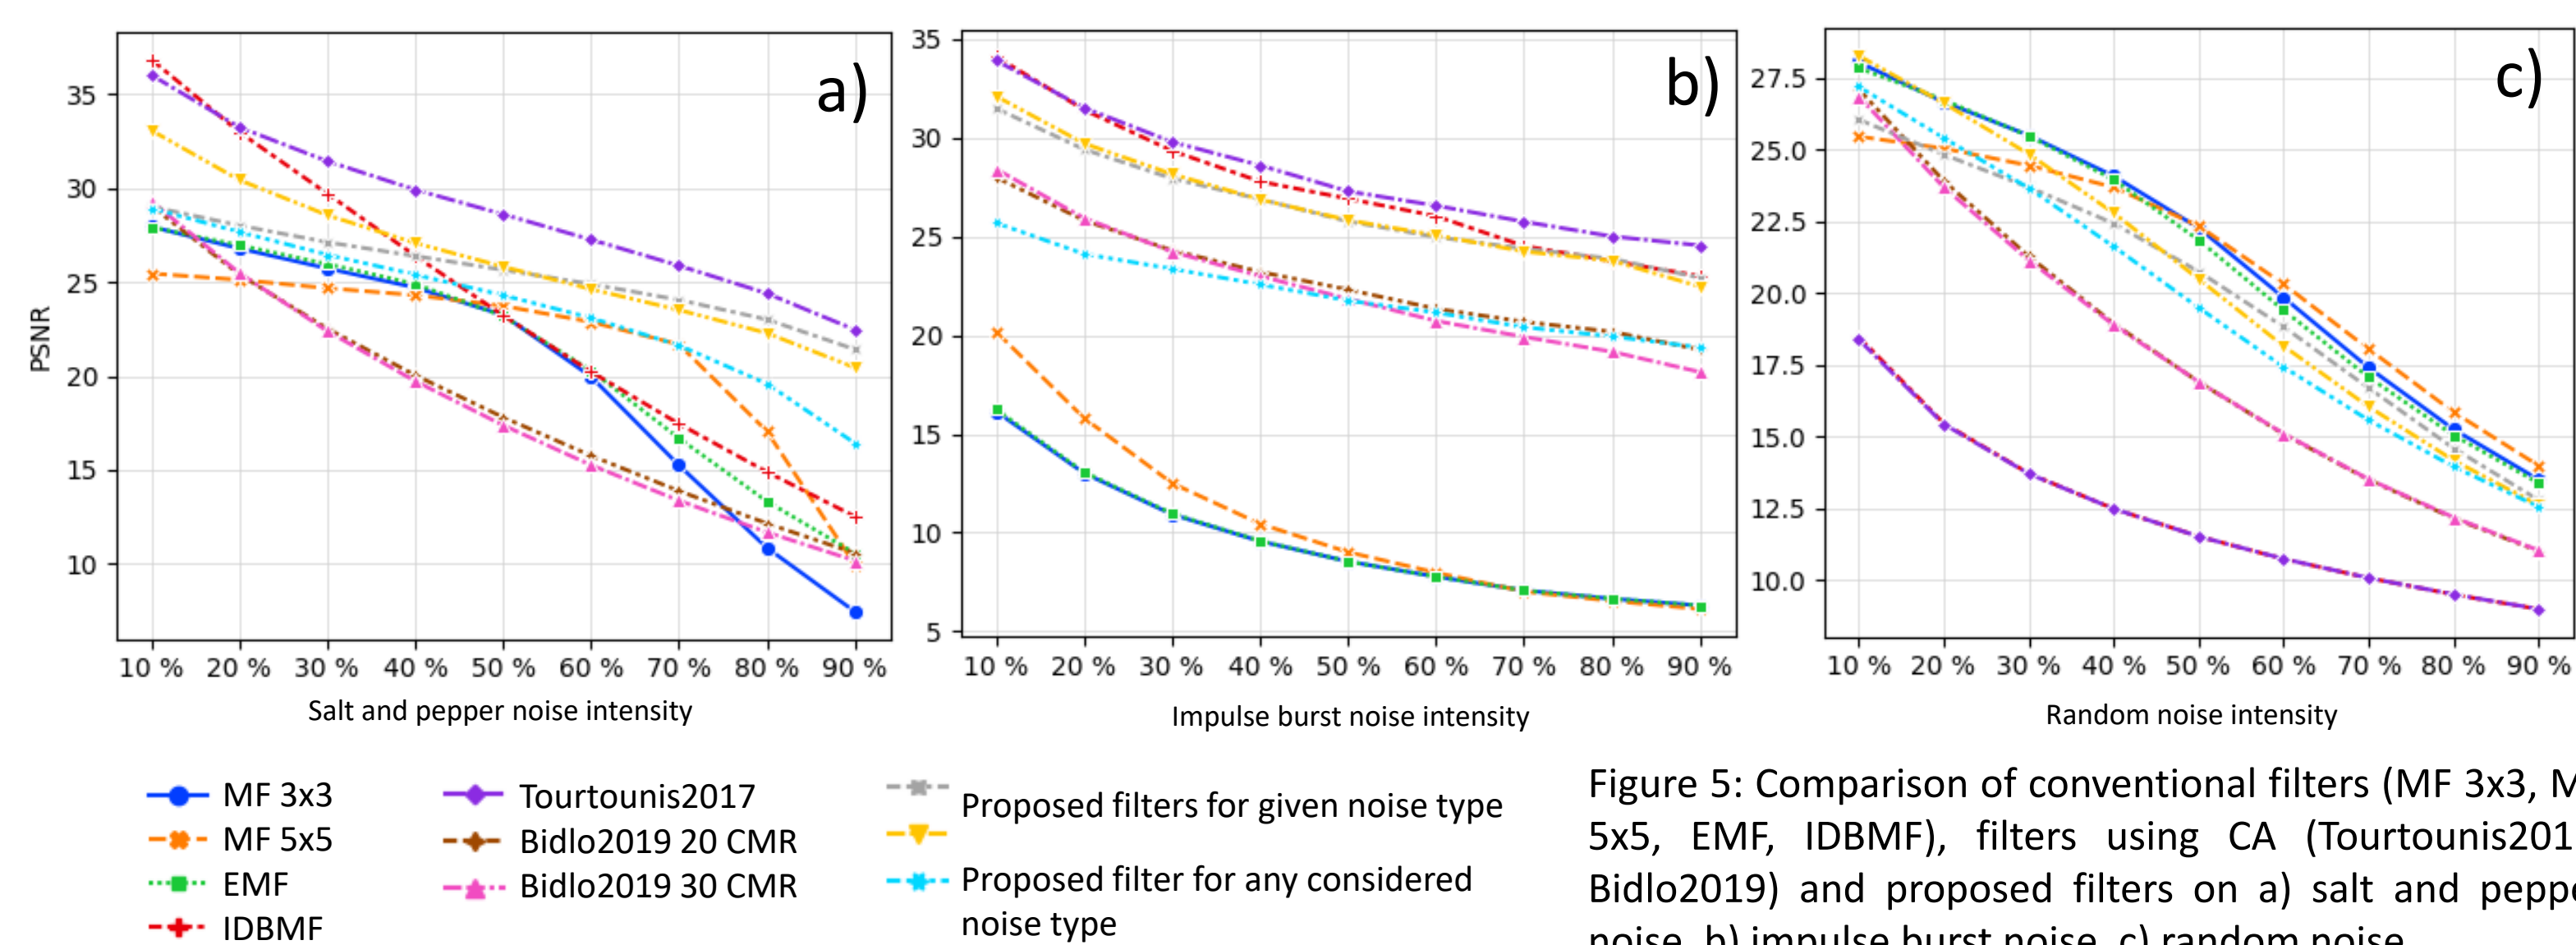 a)
b)
c)
PSNR
35
30
25
20
15
10
10 % 20 % 30 % 40 % 50 % 60 % 70 % 80 % 90 %
Salt and pepper noise intensity
35
30
25
20
15
10
5
10 % 20 % 30 % 40 % 50 % 60 % 70 % 80 % 90 %
Impulse burst noise intensity
27.5
25.0
22.5
20.0
17.5
15.0
12.5
10.0
10 % 20 % 30 % 40 % 50 % 60 % 70 % 80 % 90 %
Random noise intensity
MF 3x3
MF 5x5
EMF
IDBMF
Tourtounis2017
Bidlo2019 20 CMR
Bidlo2019 30 CMR
Proposed filters for given noise type
Proposed filter for any considered
noise type
Figure 5: Comparison of conventional filters (MF 3x3,
5x5, EMF, IDBMF), filters using CA
Bidlo2019) and proposed filters on a) salt and
noise, b) impulse burst noise, c) random noise